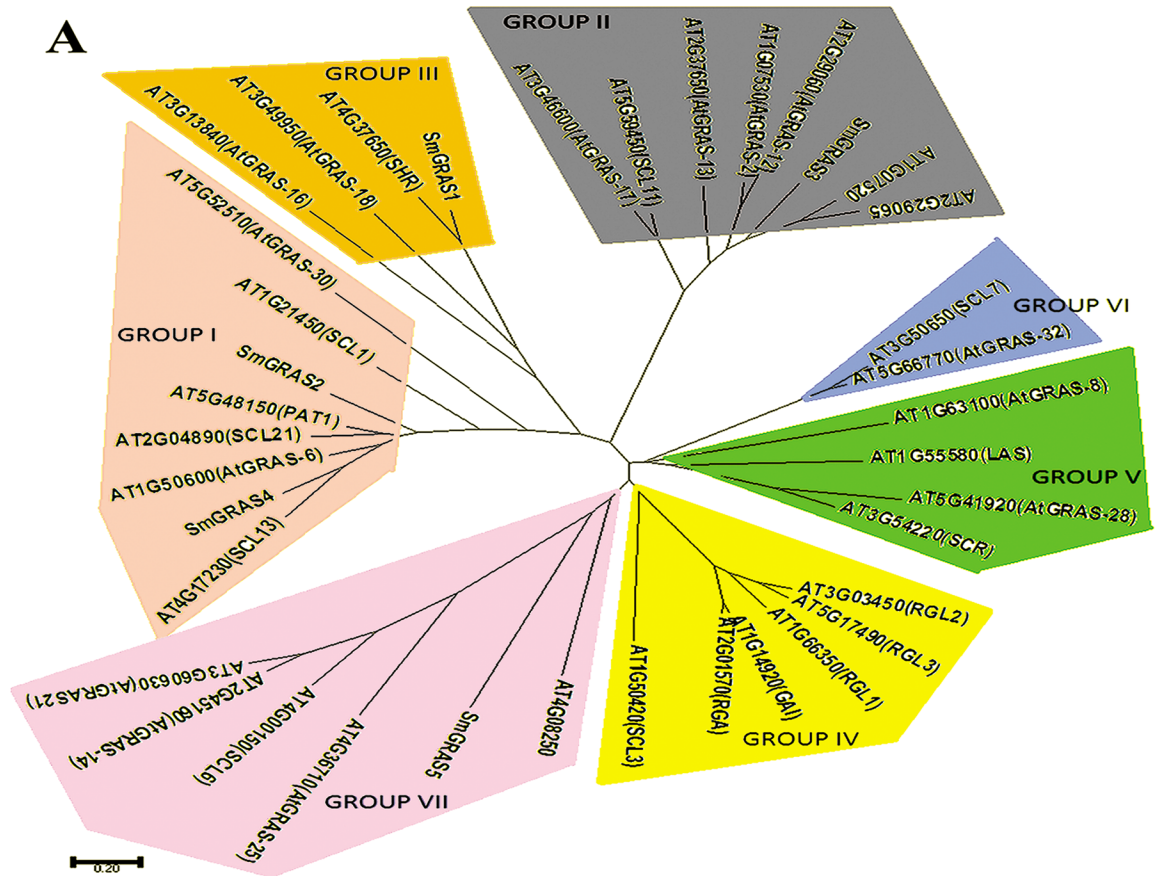 A
GROUP III
AT3G13840(AtGRAS-16)
AT3G49950(AtGRAS-18)
AT4G37650(SHR)
SmGRAS1
GROUP II
AT3G46600(AtGRAS-17)
AT5G59450(SCL11)
AT2G37650(AtGRAS-13)
AT1G07530(AtGRAS-2)
AT2G29060(AtGRAS-12)
SmGRAS3
AT1G07520
AT2G29065
GROUP VI
AT3G50650(SCL7)
AT5G66770(AtGRAS-32)
GROUP V
AT1G63100(AtGRAS-8)
AT1G55580(LAS)
AT5G41920(AtGRAS-28)
AT3G54220(SCR)
GROUP I
AT5G52510(AtGRAS-30)
AT1G21450(SCL1)
SmGRAS2
AT5G48150(PAT1)
AT2G04890(SCL21)
AT1G50600(AtGRAS-6)
SmGRAS4
AT4G17230(SCL13)
GROUP IV
AT3G03450(RGL2)
AT5G17490(RGL3)
AT1G66350(RGL1)
AT1G14920(GAI)
AT2G01570(RGA)
AT1G50420(SCL3)
GROUP VII
AT3G60630(AtGRAS21)
AT2G45160(AtGRAS-14)
AT4G00150(SCL6)
AT4G36710(AtGRAS-25)
SmGRAS5
AT4G08250
0.20